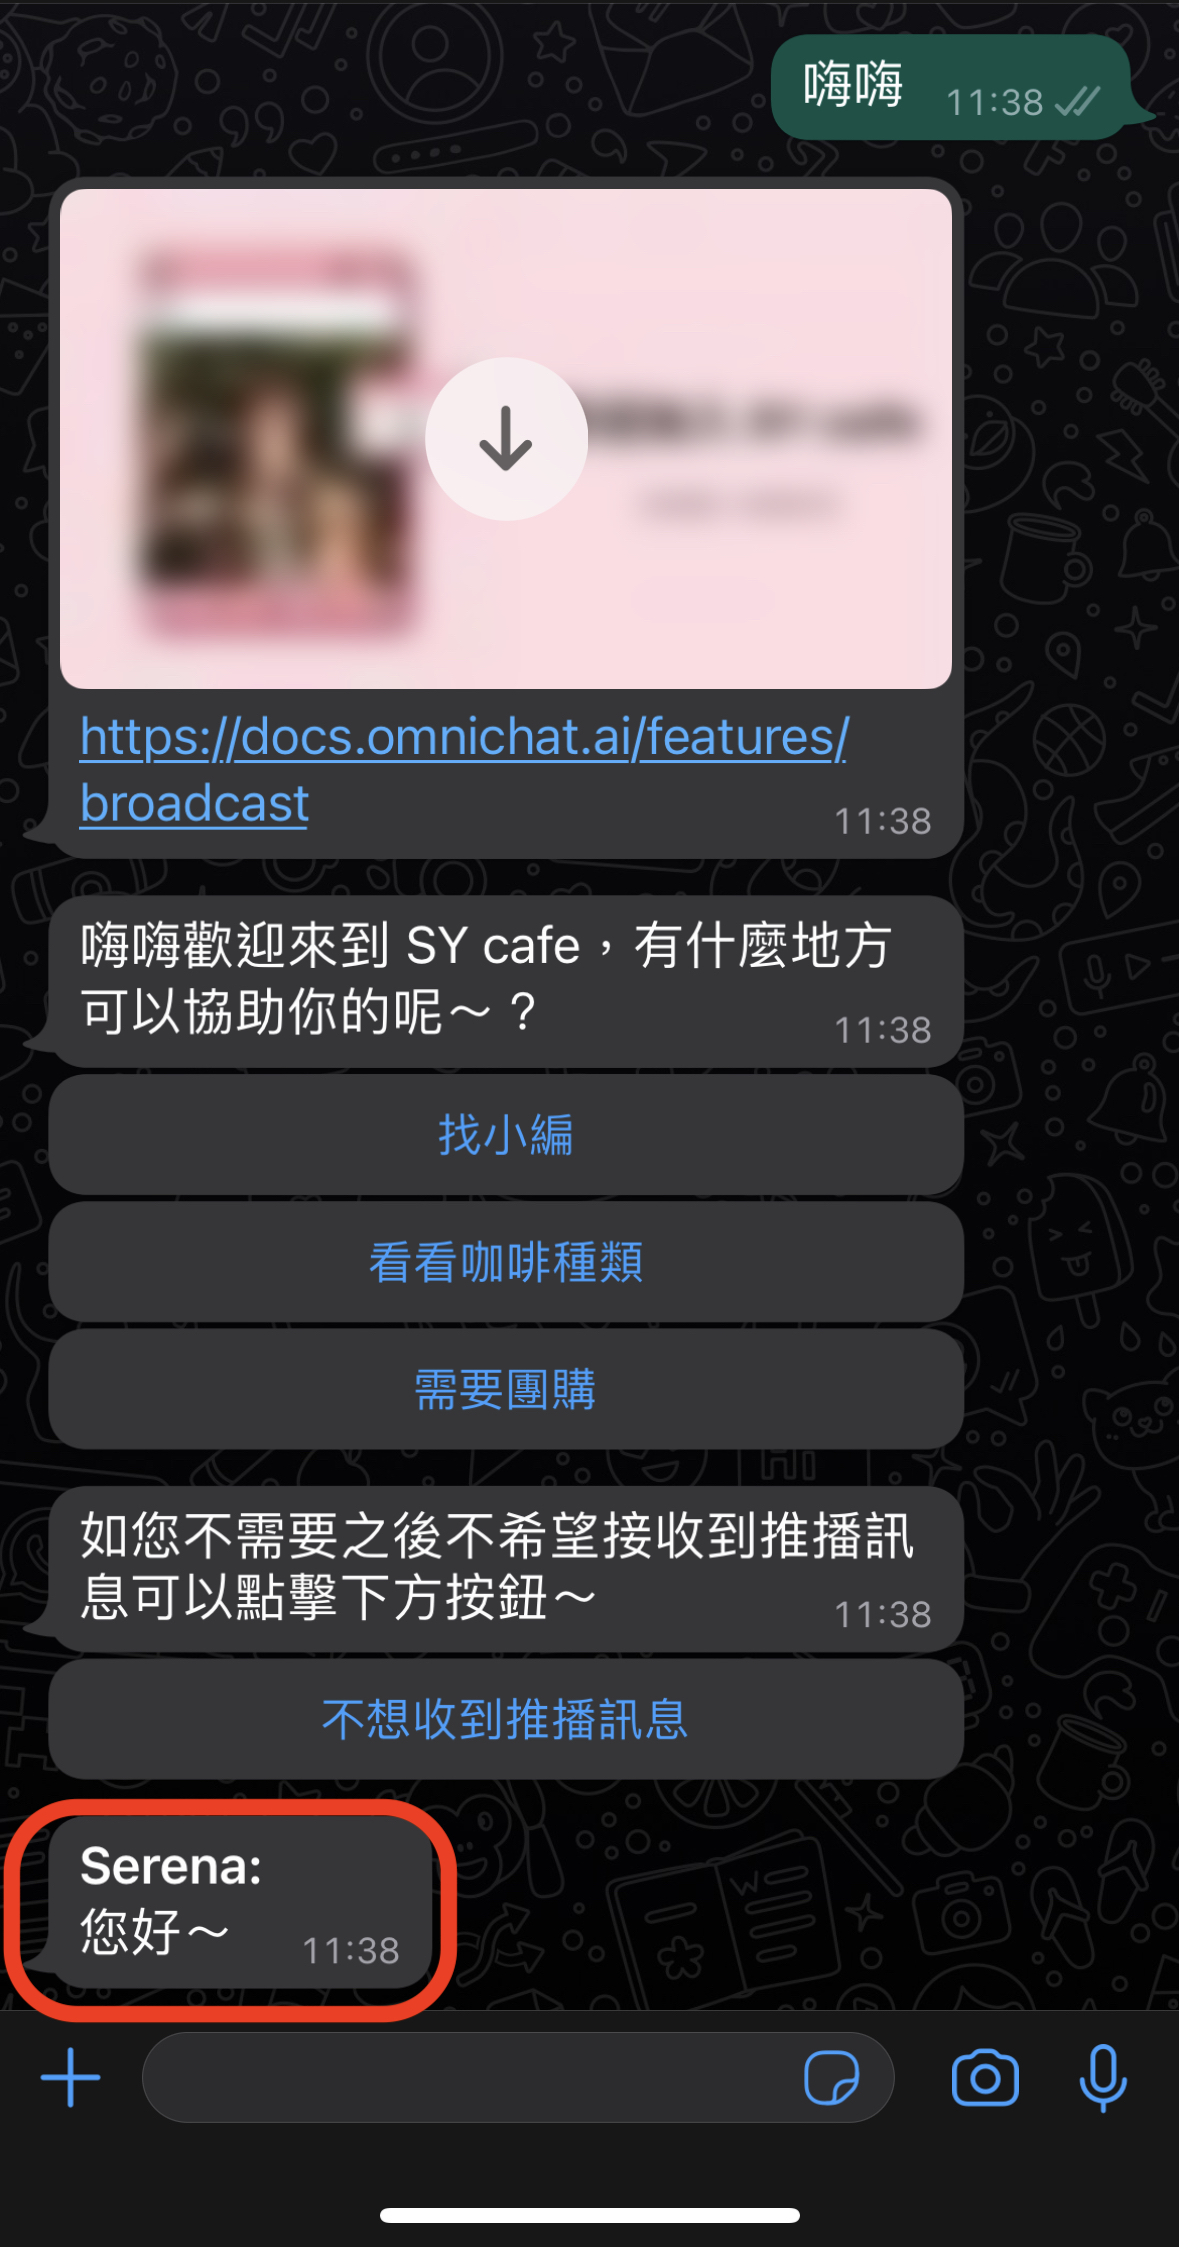 嗨嗨 11:38
https://docs.omnichat.ai/features/
broadcast
11:38
嗨嗨歡迎來到 SY cafe，有什麼地方
可以協助你的呢～？
11:38
找小編
看看咖啡種類
需要團購
如您不需要之後不希望接收到推播訊
息可以點擊下方按鈕～
11:38
不想收到推播訊息
Serena:
您好～ 11:38